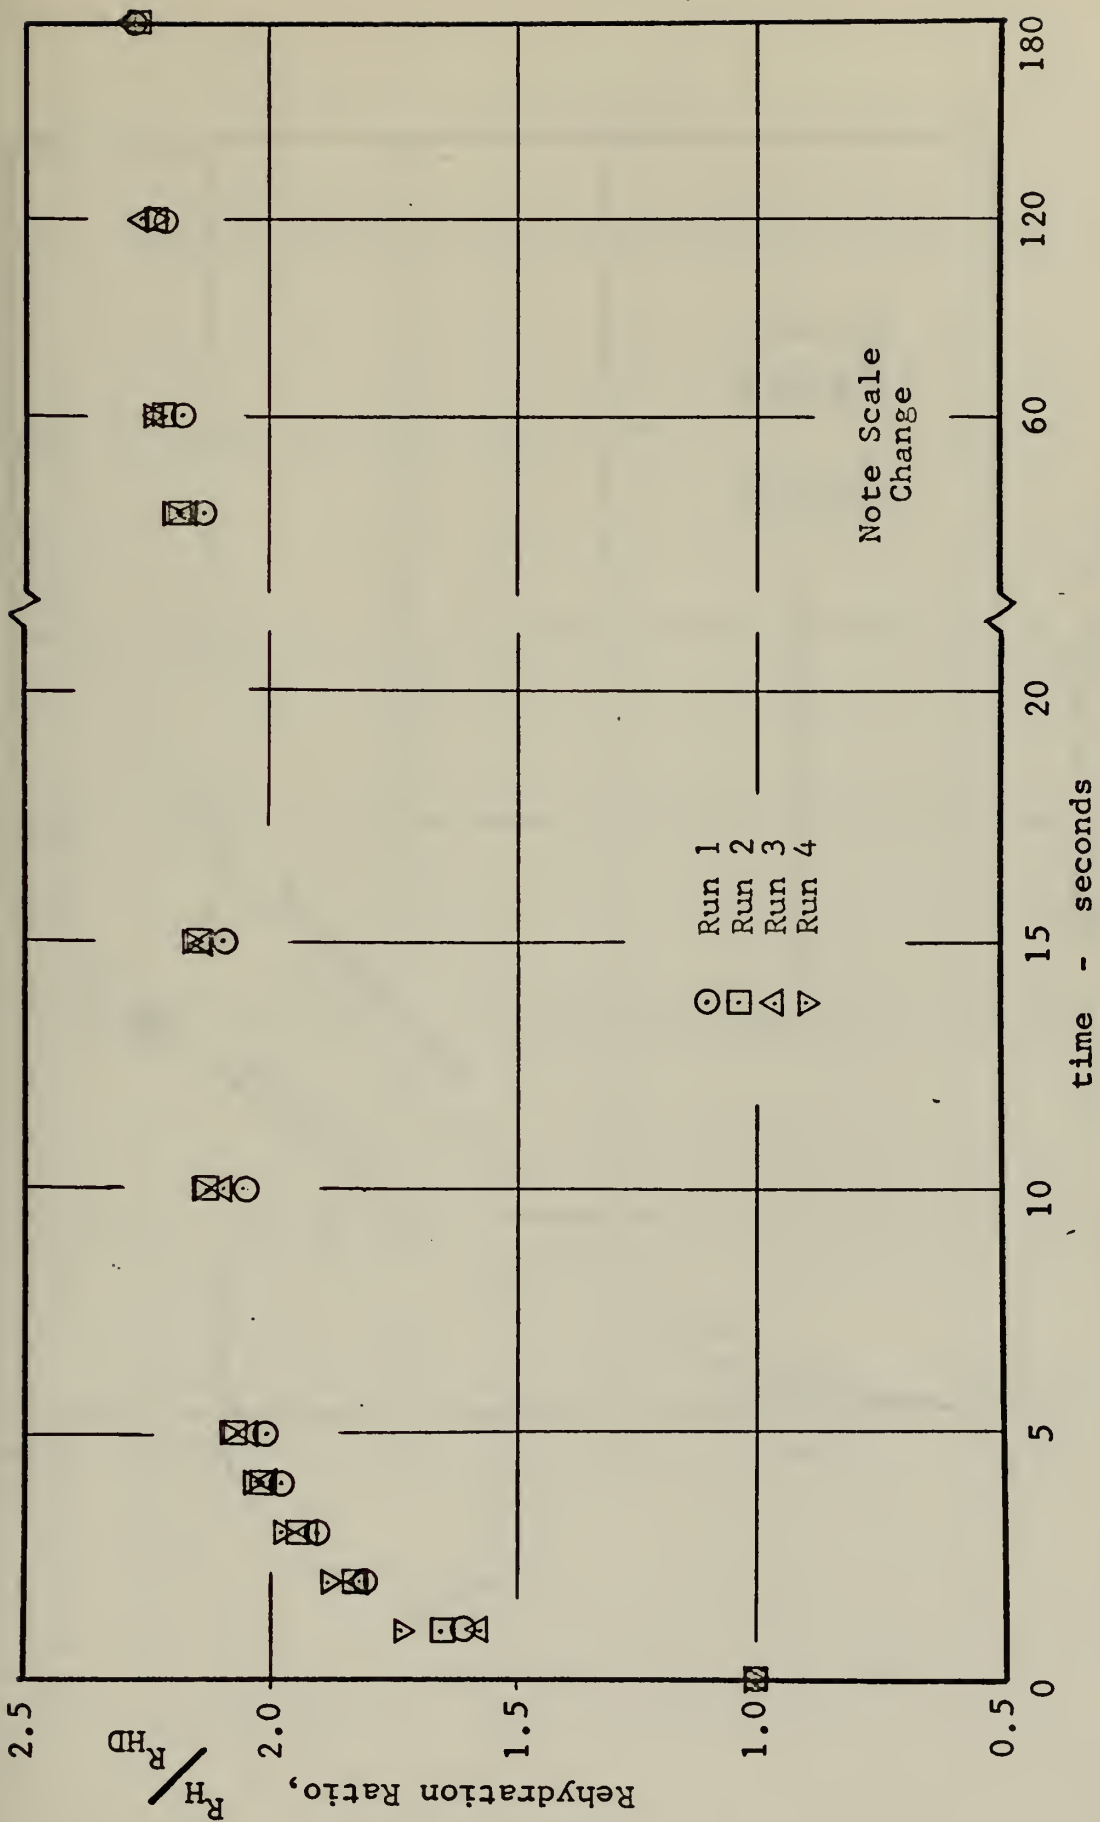 2.5
2.0
1.5
1.0
0.5
Rehydration Ratio, R_H / R_HD
0
5
10
15
20
60
120
180
time - seconds
Run 1
Run 2
Run 3
Run 4
Note Scale
Change